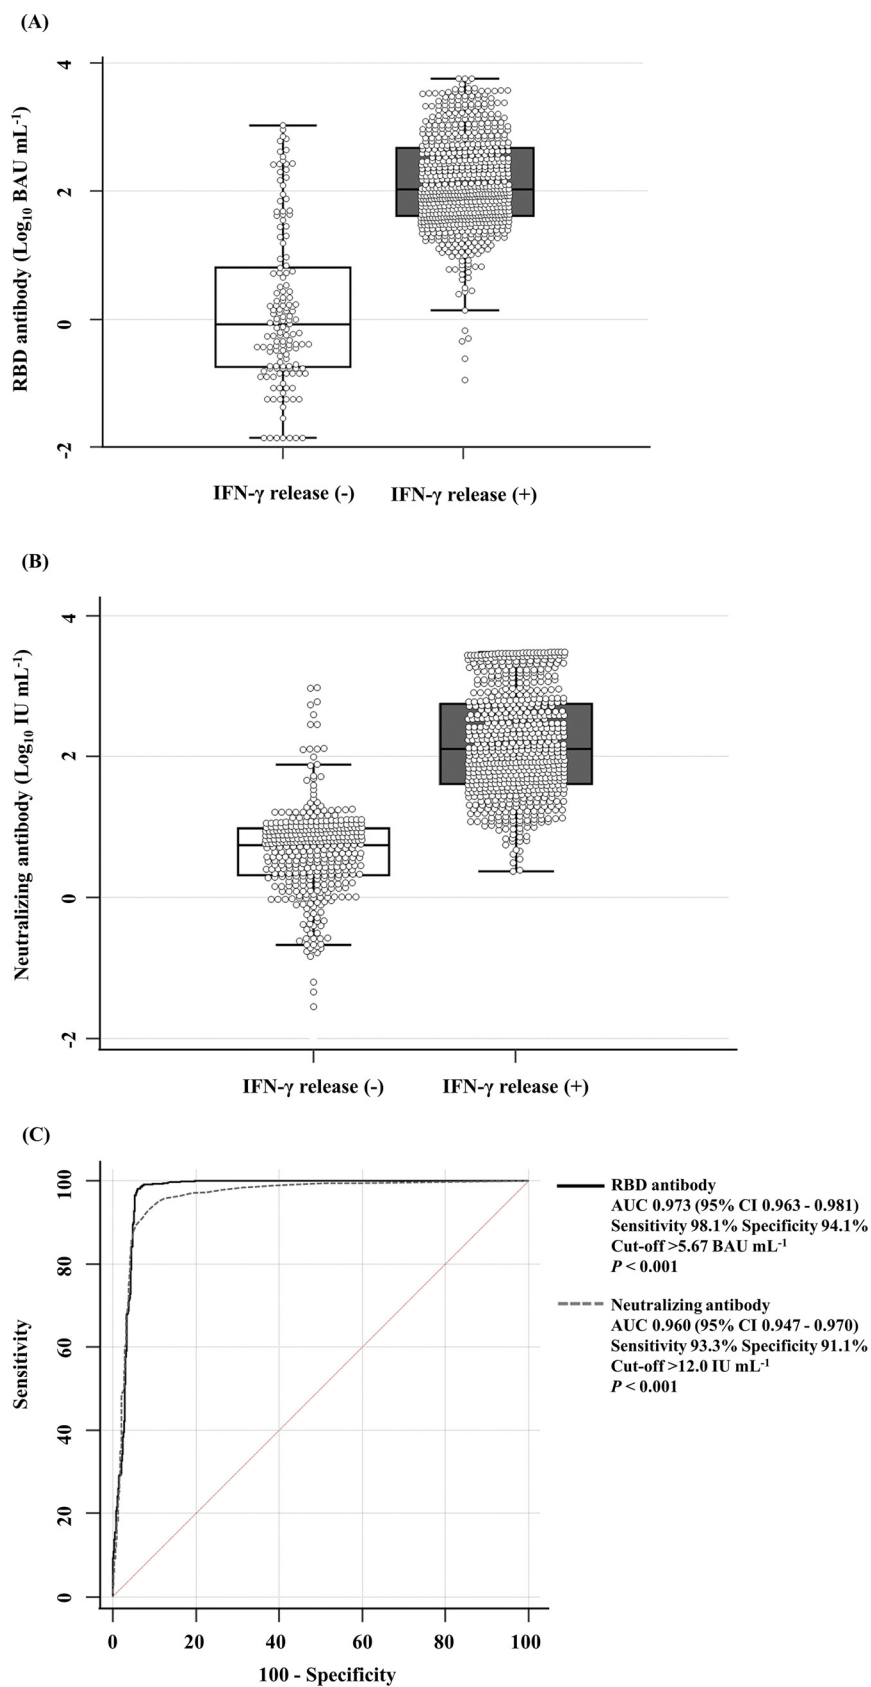 (A)
RBD antibody (Log₁₀ BAU mL⁻¹)
4
2
0
-2
IFN-γ release (-) IFN-γ release (+)
(B)
Neutralizing antibody (Log₁₀ IU mL⁻¹)
4
2
0
-2
IFN-γ release (-) IFN-γ release (+)
(C)
Sensitivity
100
80
60
40
20
0
0 20 40 60 80 100
100 - Specificity
RBD antibody
AUC 0.973 (95% CI 0.963 - 0.981)
Sensitivity 98.1% Specificity 94.1%
Cut-off >5.67 BAU mL⁻¹
P < 0.001
Neutralizing antibody
AUC 0.960 (95% CI 0.947 - 0.970)
Sensitivity 93.3% Specificity 91.1%
Cut-off >12.0 IU mL⁻¹
P < 0.001